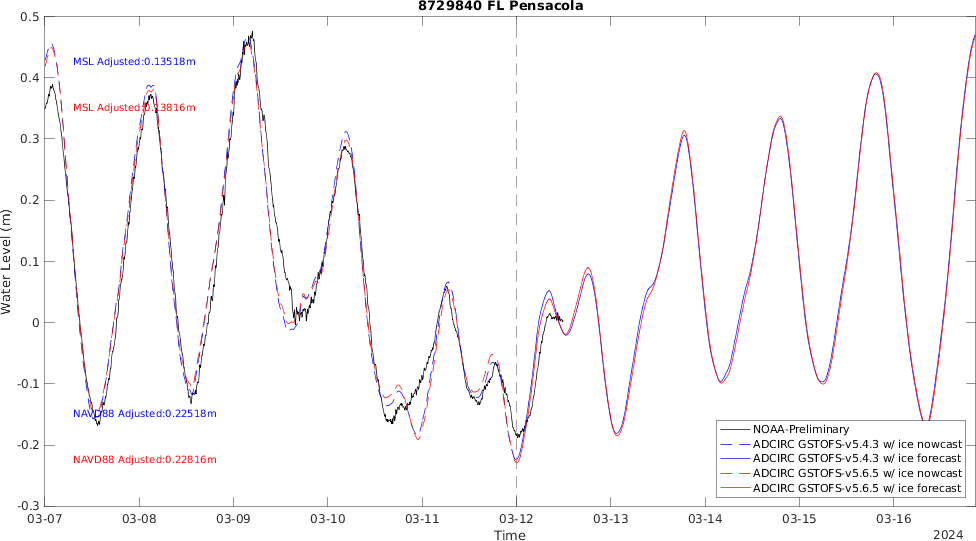 8729840 FL Pensacola
0.5
0.4
0.3
0.2
0.1
0
-0.1
-0.2
-0.3
Water Level (m)
MSL Adjusted:0.13518m
MSL Adjusted:0.13816m
NAVD88 Adjusted:0.22518m
NAVD88 Adjusted:0.22816m
NOAA-Preliminary
ADCIRC GSTOFS-v5.4.3 w/ ice nowcast
ADCIRC GSTOFS-v5.4.3 w/ ice forecast
ADCIRC GSTOFS-v5.6.5 w/ ice nowcast
ADCIRC GSTOFS-v5.6.5 w/ ice forecast
03-07 03-08 03-09 03-10 03-11 03-12 03-13 03-14 03-15 03-16
Time
2024